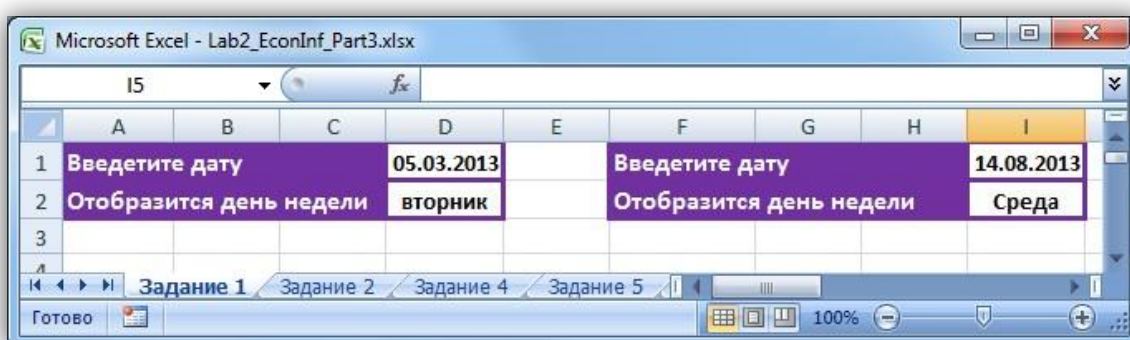 Microsoft Excel - Lab2_EconInf_Part3.xlsx
I5 fx
A B C D E F G H I
1 Введетите дату 05.03.2013 Введетите дату 14.08.2013
2 Отобразится день недели вторник Отобразится день недели Среда
3
4
Задание 1 Задание 2 Задание 4 Задание 5
Готово 100%